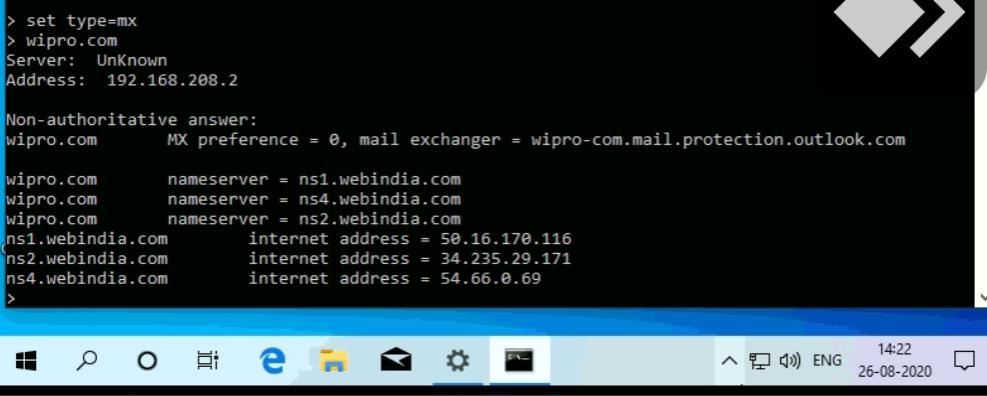 > set type=mx
> wipro.com
Server:  UnKnown
Address:  192.168.208.2
Non-authoritative answer:
wipro.com       MX preference = 0, mail exchanger = wipro-com.mail.protection.outlook.com
wipro.com       nameserver = ns1.webindia.com
wipro.com       nameserver = ns4.webindia.com
wipro.com       nameserver = ns2.webindia.com
ns1.webindia.com        internet address = 50.16.170.116
ns2.webindia.com        internet address = 34.235.29.171
ns4.webindia.com        internet address = 54.66.0.69
>
ENG
14:22
26-08-2020